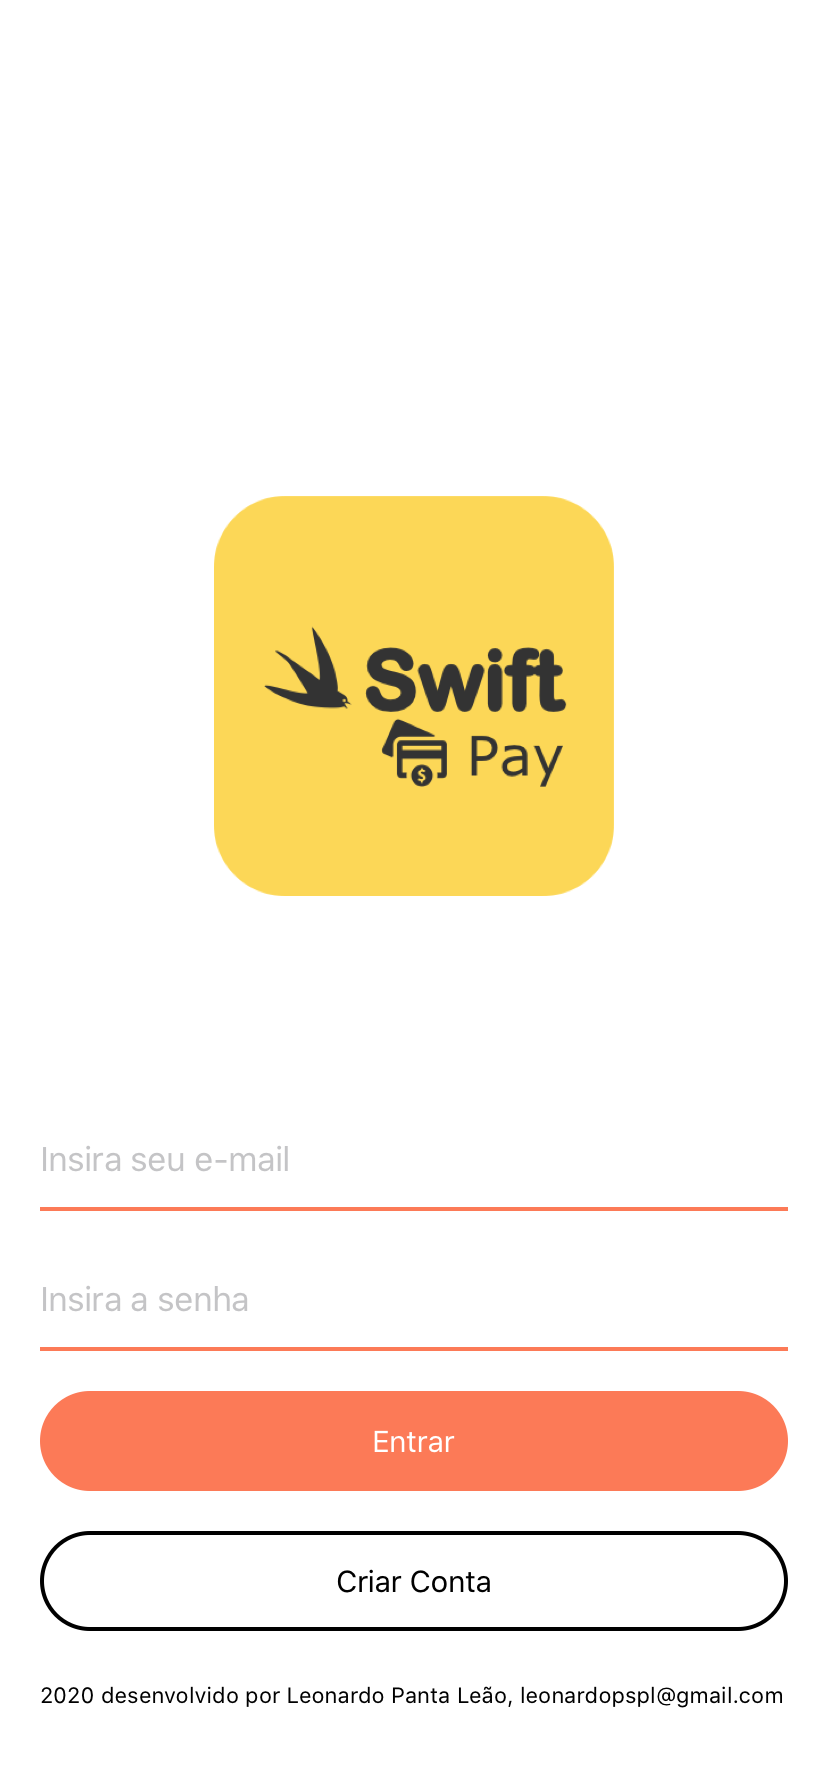 Swift
Pay
Insira seu e-mail
Insira a senha
Entrar
Criar Conta
2020 desenvolvido por Leonardo Panta Leão, leonardopspl@gmail.com